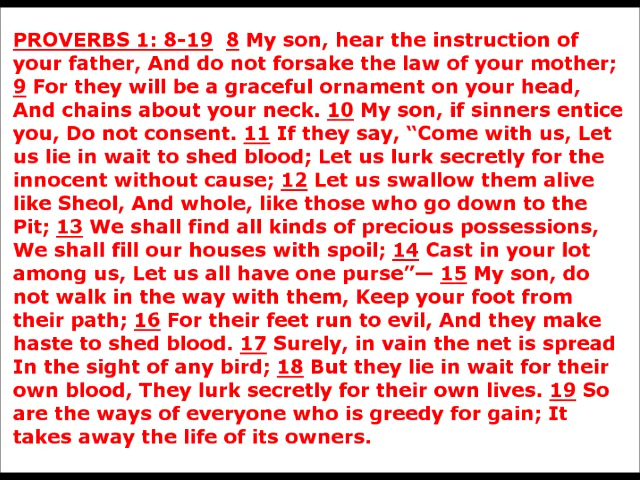 PROVERBS 1: 8-19  8 My son, hear the instruction of
your father, And do not forsake the law of your mother;
9 For they will be a graceful ornament on your head,
And chains about your neck. 10 My son, if sinners entice
you, Do not consent. 11 If they say, “Come with us, Let
us lie in wait to shed blood; Let us lurk secretly for the
innocent without cause; 12 Let us swallow them alive
like Sheol, And whole, like those who go down to the
Pit; 13 We shall find all kinds of precious possessions,
We shall fill our houses with spoil; 14 Cast in your lot
among us, Let us all have one purse”— 15 My son, do
not walk in the way with them, Keep your foot from
their path; 16 For their feet run to evil, And they make
haste to shed blood. 17 Surely, in vain the net is spread
In the sight of any bird; 18 But they lie in wait for their
own blood, They lurk secretly for their own lives. 19 So
are the ways of everyone who is greedy for gain; It
takes away the life of its owners.